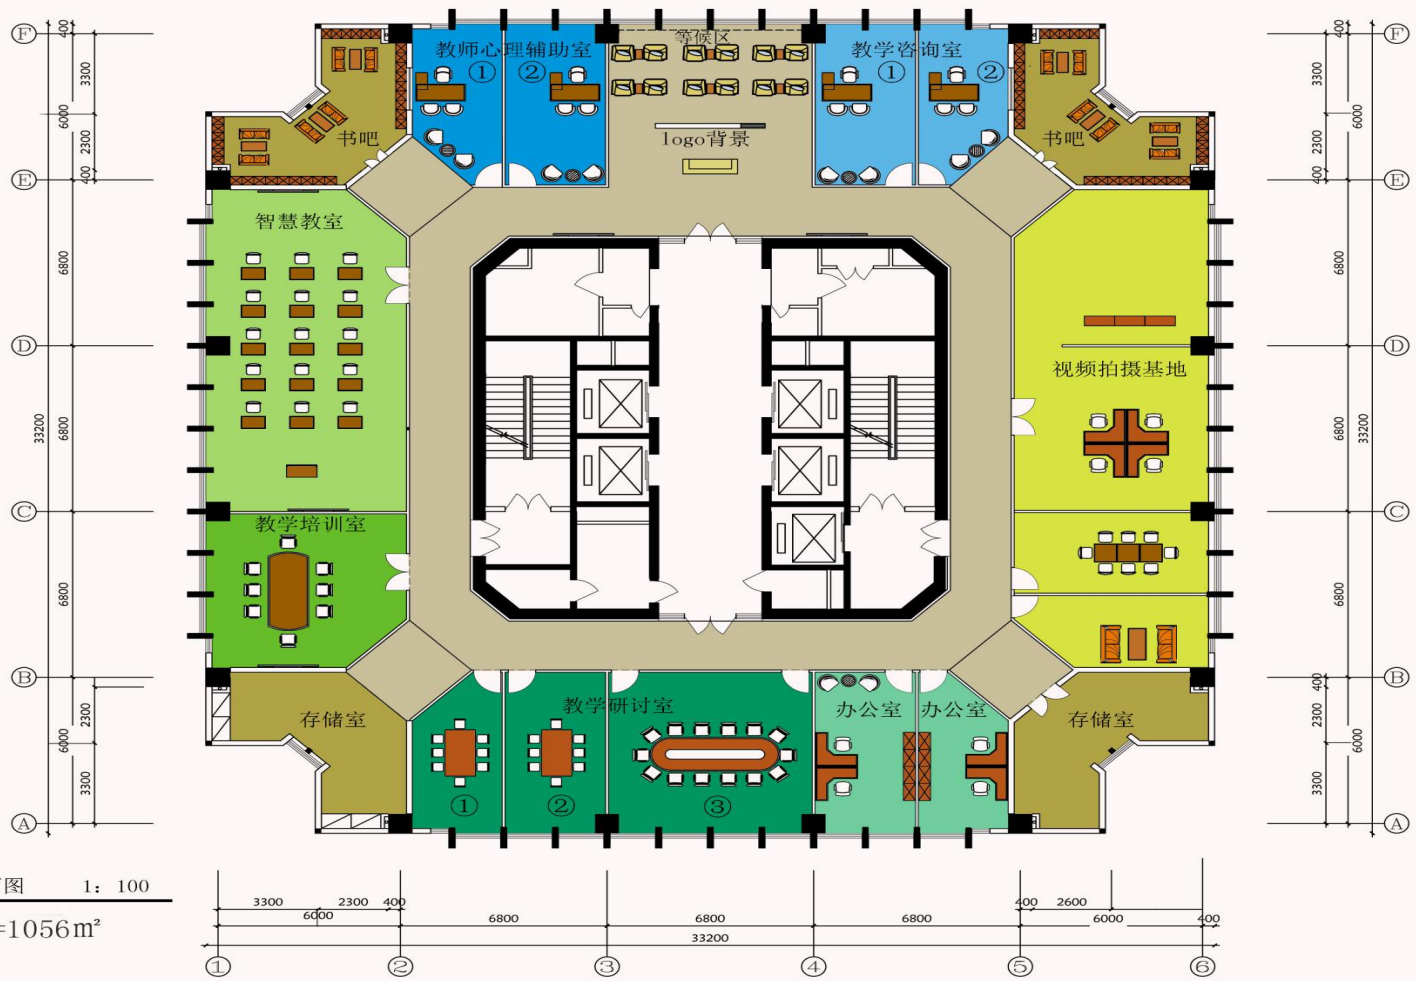 Ⓕ 400 教师心理辅助室 等候区 教学咨询室 400 Ⓕ
① ② ① ②
3300 3300
6000 6000
书吧 logo背景 书吧
2300 2300
400 400
Ⓔ Ⓔ
智慧教室
6800 6800
Ⓓ Ⓓ
视频拍摄基地
33200 6800 6800 33200
Ⓒ Ⓒ
教学培训室
6800 6800
Ⓑ 400 Ⓑ
存储室 教学研讨室 办公室 办公室 存储室
2300 2300
6000 6000
3300 ① ② ③ 3300
Ⓐ Ⓐ
图 1: 100
=1056m²
3300 2300 400 400 2600
6000 6800 6800 6800 6000 400
33200
① ② ③ ④ ⑤ ⑥